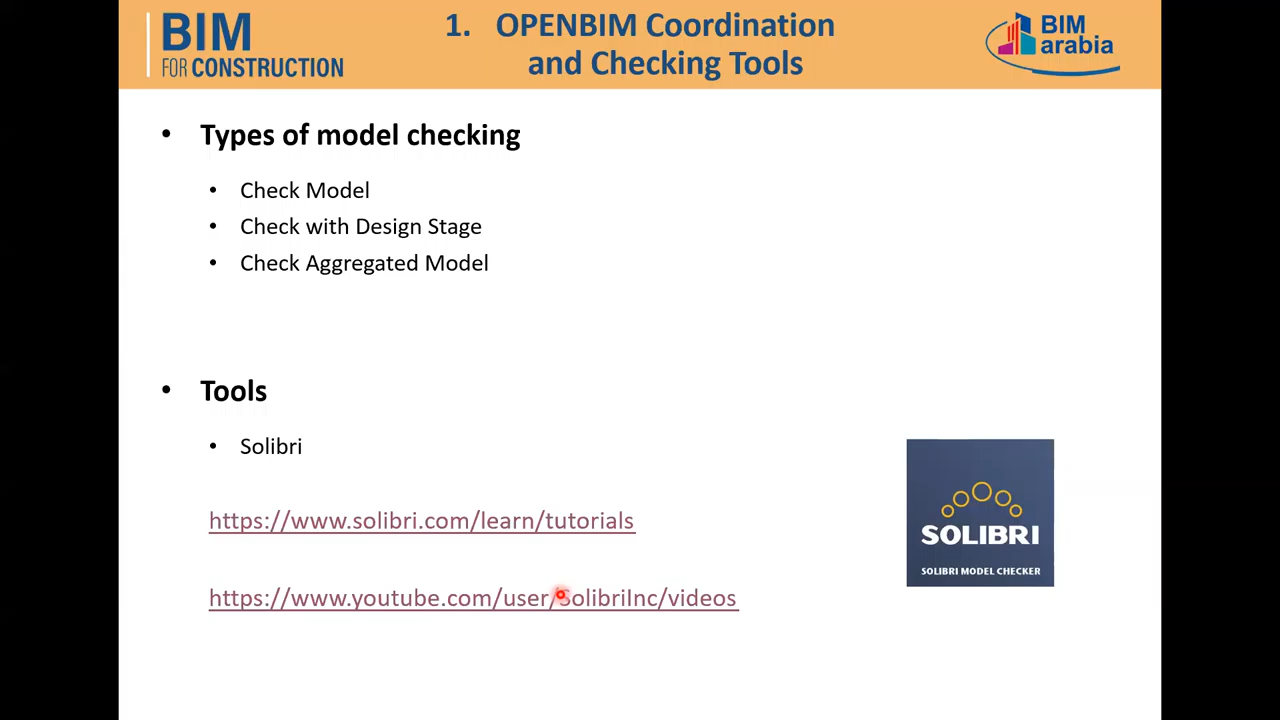 BIM
FOR CONSTRUCTION
1. OPENBIM Coordination
and Checking Tools
BIM
arabia
• Types of model checking
• Check Model
• Check with Design Stage
• Check Aggregated Model
• Tools
• Solibri
https://www.solibri.com/learn/tutorials
https://www.youtube.com/user/SolibriInc/videos
SOLIBRI
SOLIBRI MODEL CHECKER